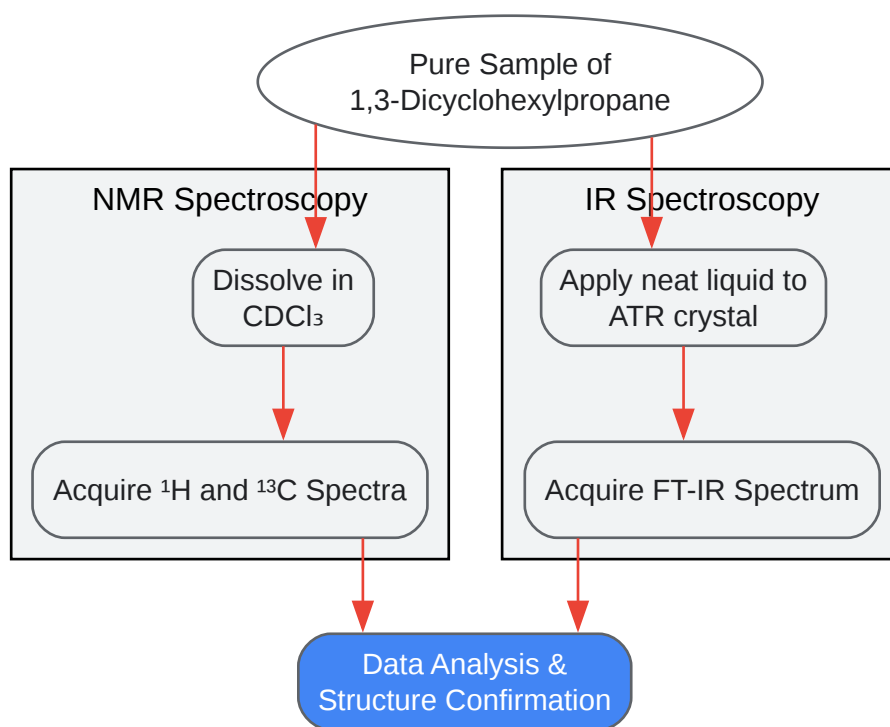 Pure Sample of
1,3-Dicyclohexylpropane
NMR Spectroscopy
Dissolve in
CDCl₃
Acquire ¹H and ¹³C Spectra
IR Spectroscopy
Apply neat liquid to
ATR crystal
Acquire FT-IR Spectrum
Data Analysis &
Structure Confirmation